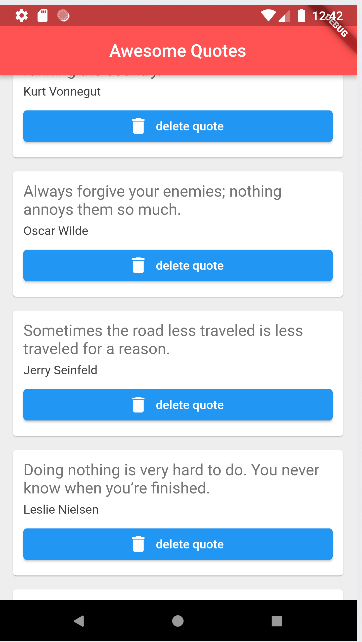 12:42
DEBUG
Awesome Quotes
Kurt Vonnegut
delete quote
Always forgive your enemies; nothing
annoys them so much.
Oscar Wilde
delete quote
Sometimes the road less traveled is less
traveled for a reason.
Jerry Seinfeld
delete quote
Doing nothing is very hard to do. You never
know when you’re finished.
Leslie Nielsen
delete quote